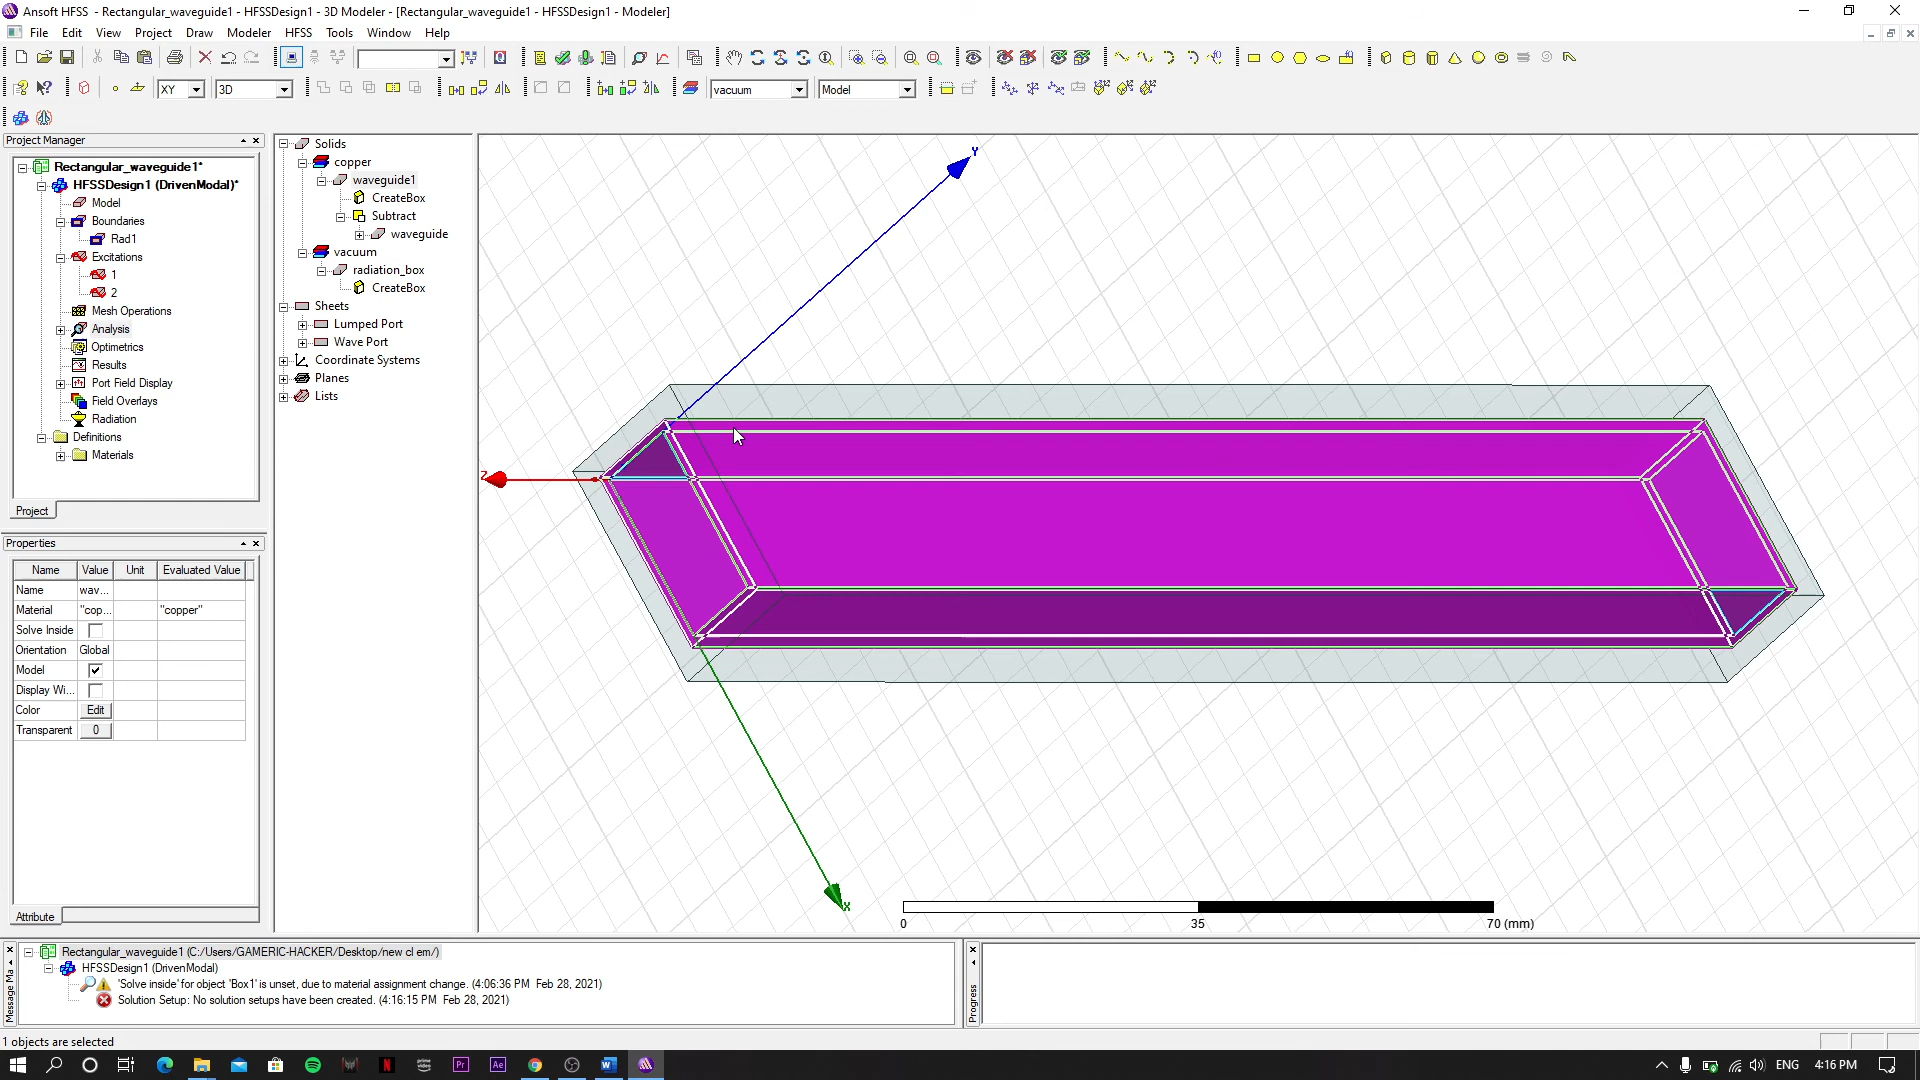 Ansoft HFSS - Rectangular_waveguide1 - HFSSDesign1 - 3D Modeler - [Rectangular_waveguide1 - HFSSDesign1 - Modeler]
File Edit View Project Draw Modeler HFSS Tools Window Help
XY 3D vacuum Model
Project Manager
Rectangular_waveguide1*
HFSSDesign1 (DrivenModal)*
Model
Boundaries
Rad1
Excitations
1
2
Mesh Operations
Analysis
Optimetrics
Results
Port Field Display
Field Overlays
Radiation
Definitions
Materials
Project
Solids
copper
waveguide1
CreateBox
Subtract
waveguide
vacuum
radiation_box
CreateBox
Sheets
Lumped Port
Wave Port
Coordinate Systems
Planes
Lists
Y
Z
X
0 35 70 (mm)
Properties
Name Value Unit Evaluated Value
Name wav...
Material "cop... "copper"
Solve Inside
Orientation Global
Model
Display Wi...
Color Edit
Transparent 0
Attribute
Message Ma
Rectangular_waveguide1 (C:/Users/GAMERIC-HACKER/Desktop/new cl em/)
HFSSDesign1 (DrivenModal)
'Solve inside' for object 'Box1' is unset, due to material assignment change. (4:06:36 PM Feb 28, 2021)
Solution Setup: No solution setups have been created. (4:16:15 PM Feb 28, 2021)
Progress
1 objects are selected
ENG 4:16 PM